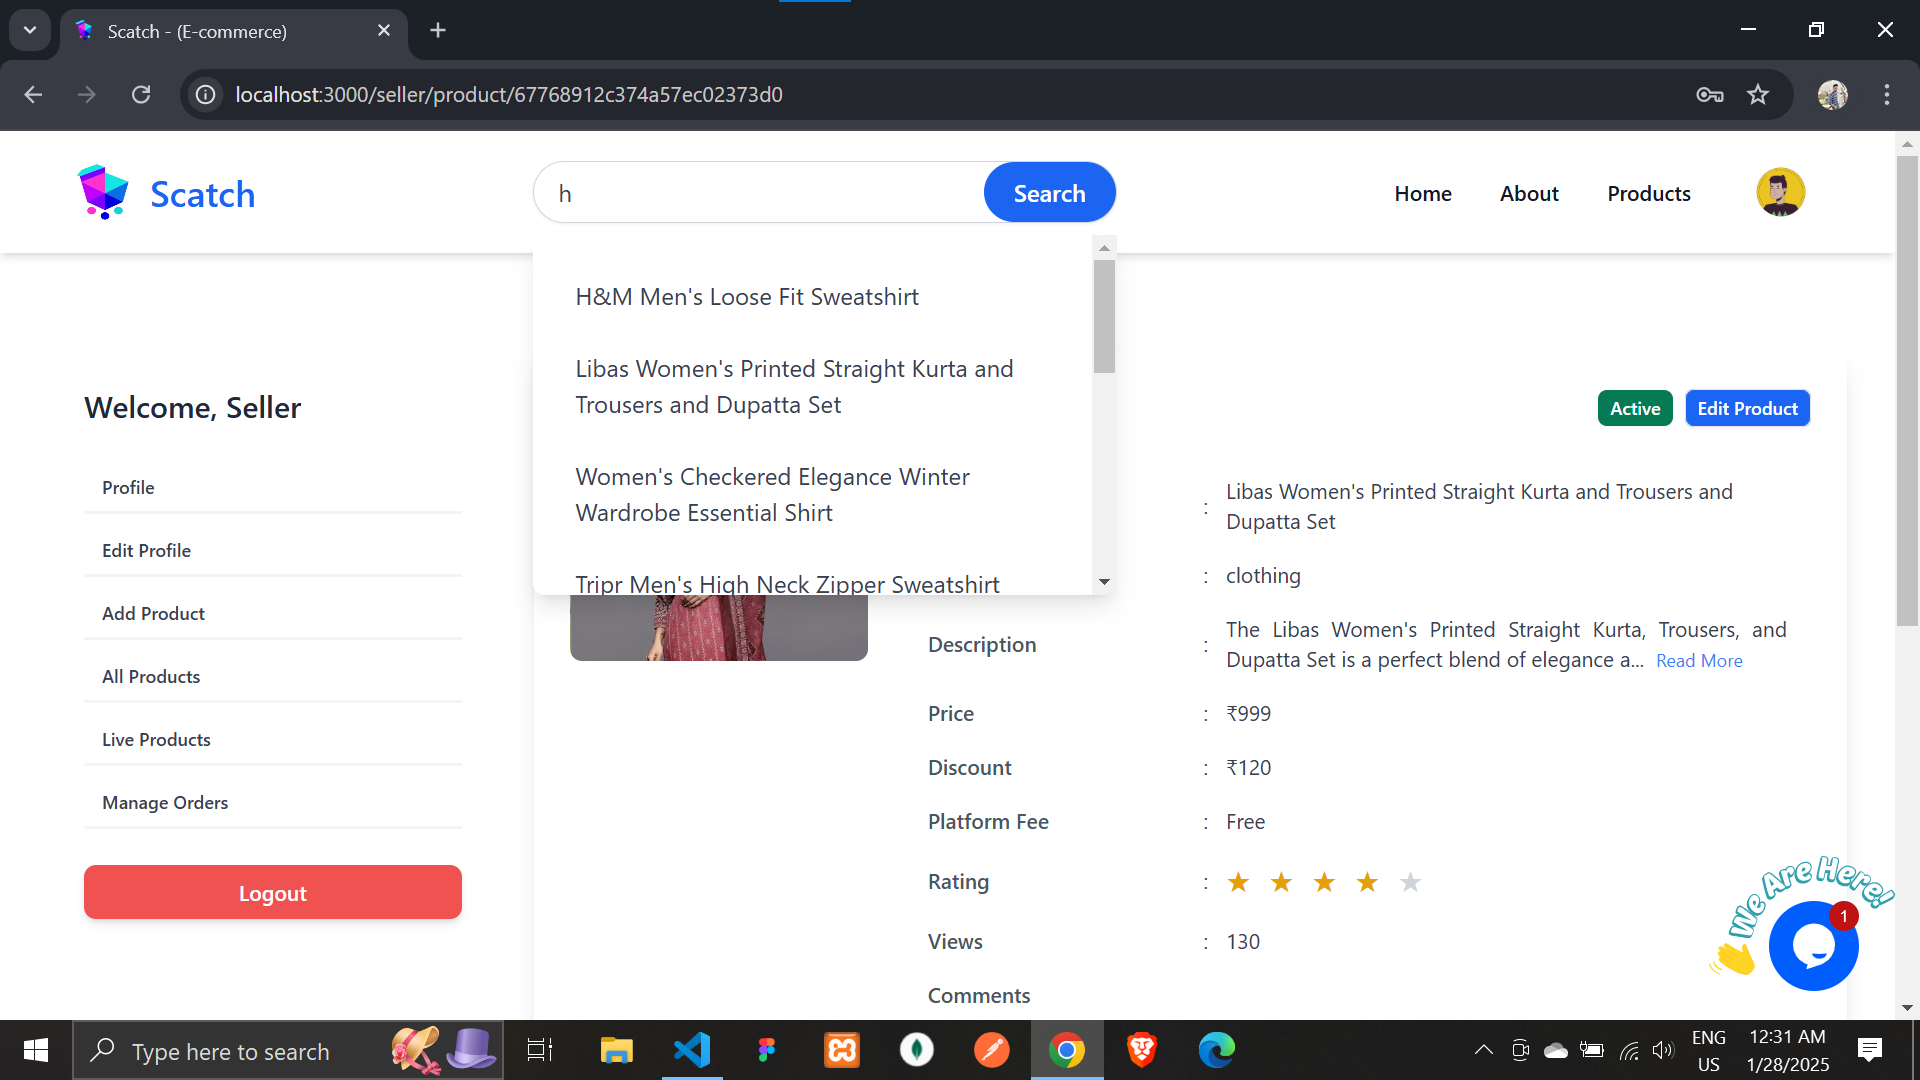 Scatch - (E-commerce)
localhost:3000/seller/product/67768912c374a57ec02373d0
Scatch
h
Search
Home
About
Products
H&M Men's Loose Fit Sweatshirt
Libas Women's Printed Straight Kurta and
Trousers and Dupatta Set
Women's Checkered Elegance Winter
Wardrobe Essential Shirt
Tripr Men's High Neck Zipper Sweatshirt
Welcome, Seller
Profile
Edit Profile
Add Product
All Products
Live Products
Manage Orders
Logout
Active
Edit Product
: Libas Women's Printed Straight Kurta and Trousers and
Dupatta Set
: clothing
Description : The Libas Women's Printed Straight Kurta, Trousers, and
Dupatta Set is a perfect blend of elegance a... Read More
Price : ₹999
Discount : ₹120
Platform Fee : Free
Rating :
Views : 130
Comments
We Are Here!
1
Type here to search
ENG
US
12:31 AM
1/28/2025